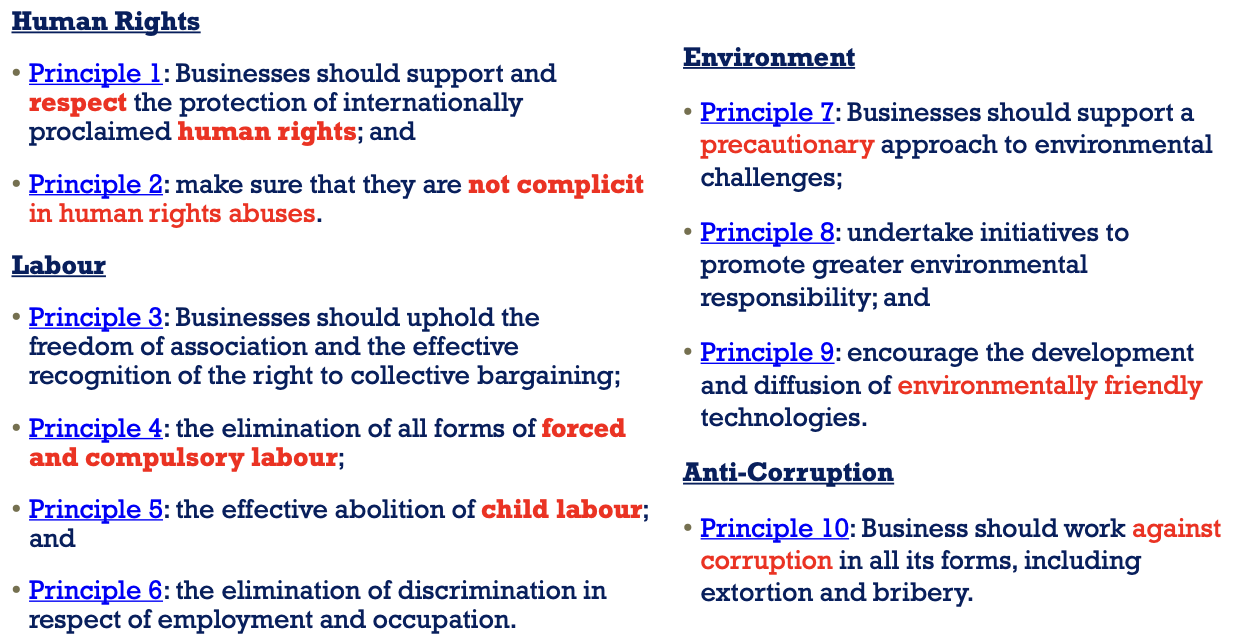 Human Rights
• Principle 1: Businesses should support and
respect the protection of internationally
proclaimed human rights; and
• Principle 2: make sure that they are not complicit
in human rights abuses.
Labour
• Principle 3: Businesses should uphold the
freedom of association and the effective
recognition of the right to collective bargaining;
• Principle 4: the elimination of all forms of forced
and compulsory labour;
• Principle 5: the effective abolition of child labour;
and
• Principle 6: the elimination of discrimination in
respect of employment and occupation.
Environment
• Principle 7: Businesses should support a
precautionary approach to environmental
challenges;
• Principle 8: undertake initiatives to
promote greater environmental
responsibility; and
• Principle 9: encourage the development
and diffusion of environmentally friendly
technologies.
Anti-Corruption
• Principle 10: Business should work against
corruption in all its forms, including
extortion and bribery.